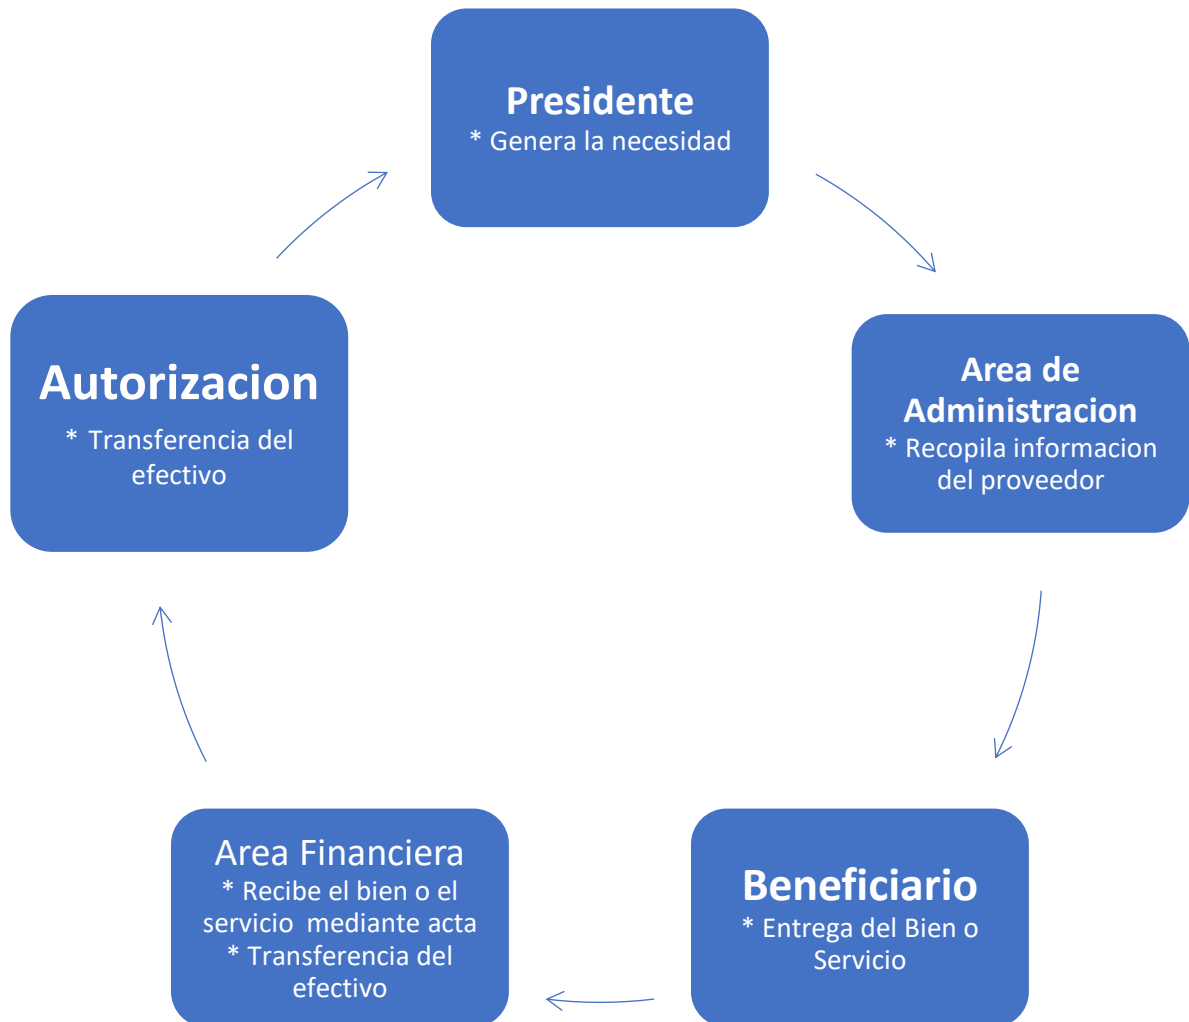 Presidente
* Genera la necesidad
Area de
Administracion
* Recopila informacion
del proveedor
Beneficiario
* Entrega del Bien o
Servicio
Area Financiera
* Recibe el bien o el
servicio mediante acta
* Transferencia del
efectivo
Autorizacion
* Transferencia del
efectivo